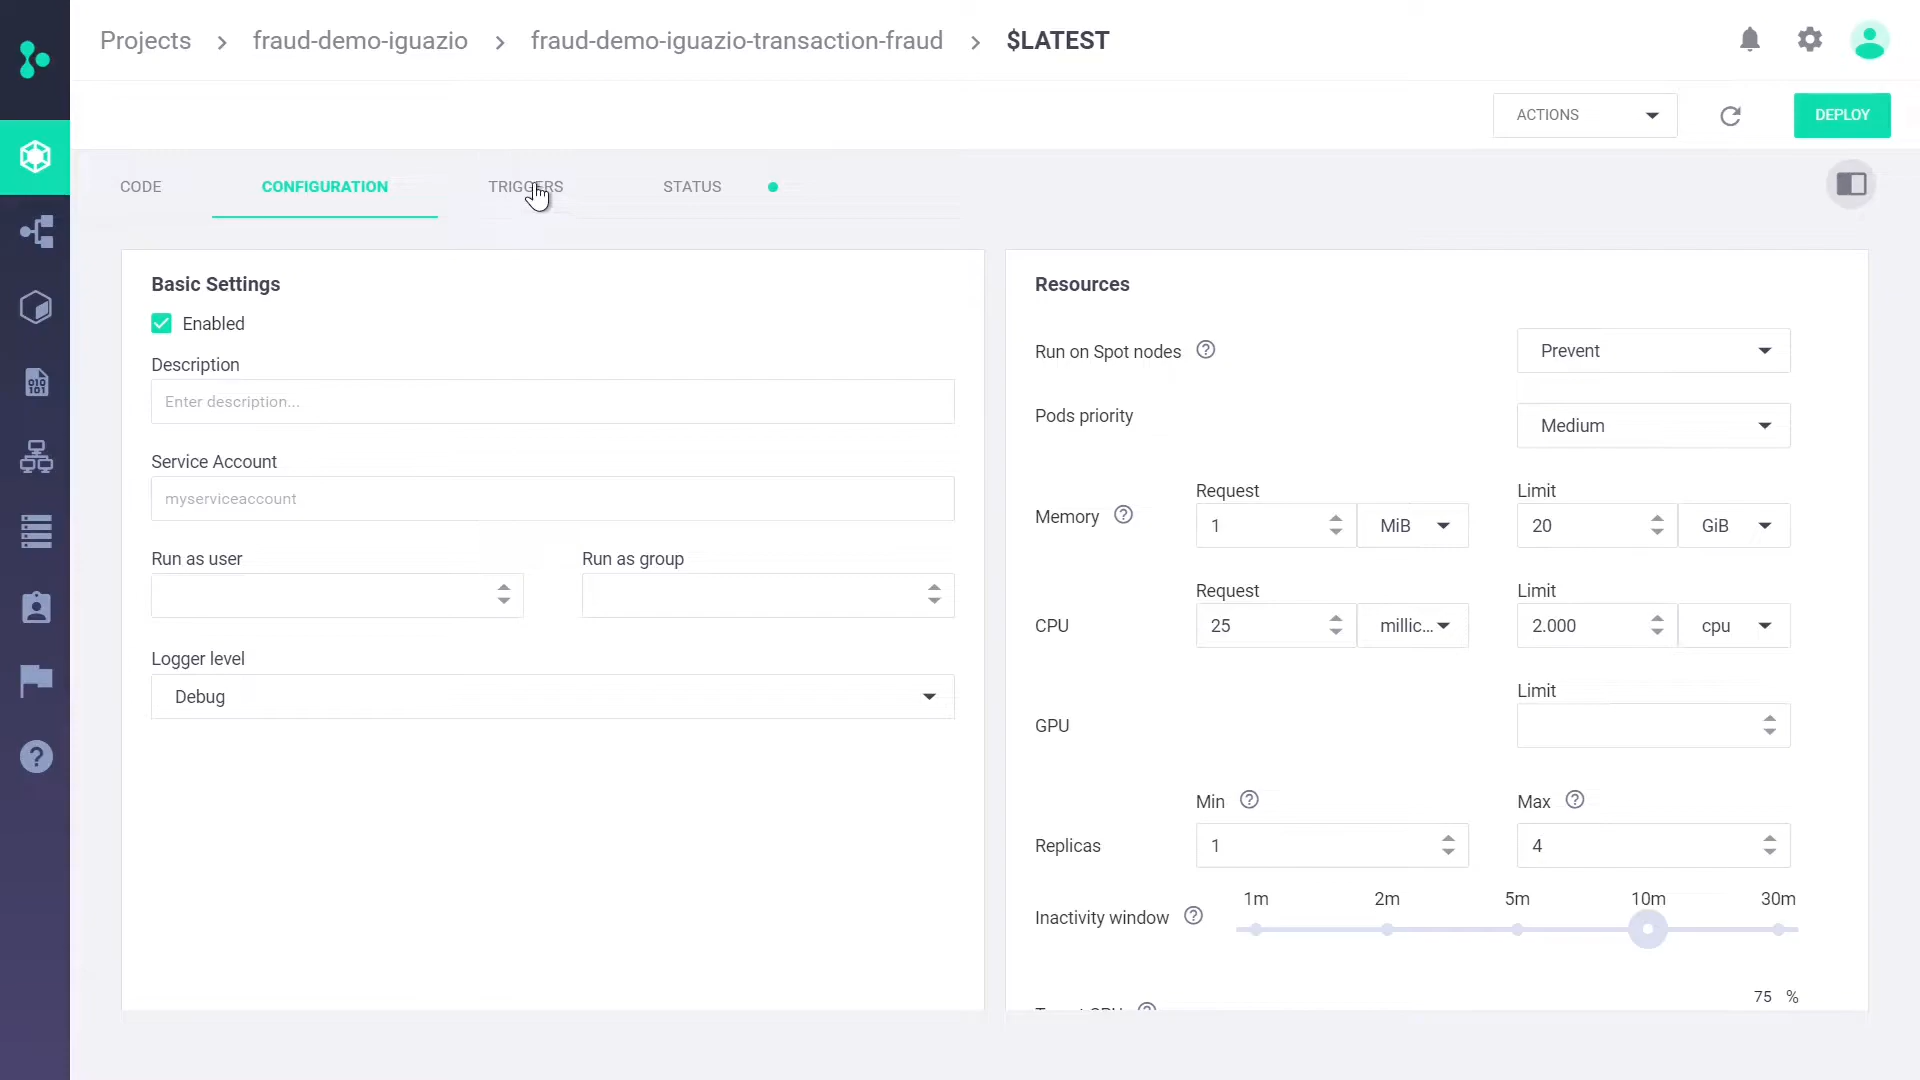 Projects > fraud-demo-iguazio > fraud-demo-iguazio-transaction-fraud > $LATEST
ACTIONS
DEPLOY
CODE
CONFIGURATION
TRIGGERS
STATUS
Basic Settings
Enabled
Description
Enter description...
Service Account
myserviceaccount
Run as user
Run as group
Logger level
Debug
Resources
Run on Spot nodes ?
Prevent
Pods priority
Medium
Request
Limit
Memory ?
1
MiB
20
GiB
Request
Limit
CPU
25
millic...
2.000
cpu
Limit
GPU
Min ?
Max ?
Replicas
1
4
1m 2m 5m 10m 30m
Inactivity window ?
75 %